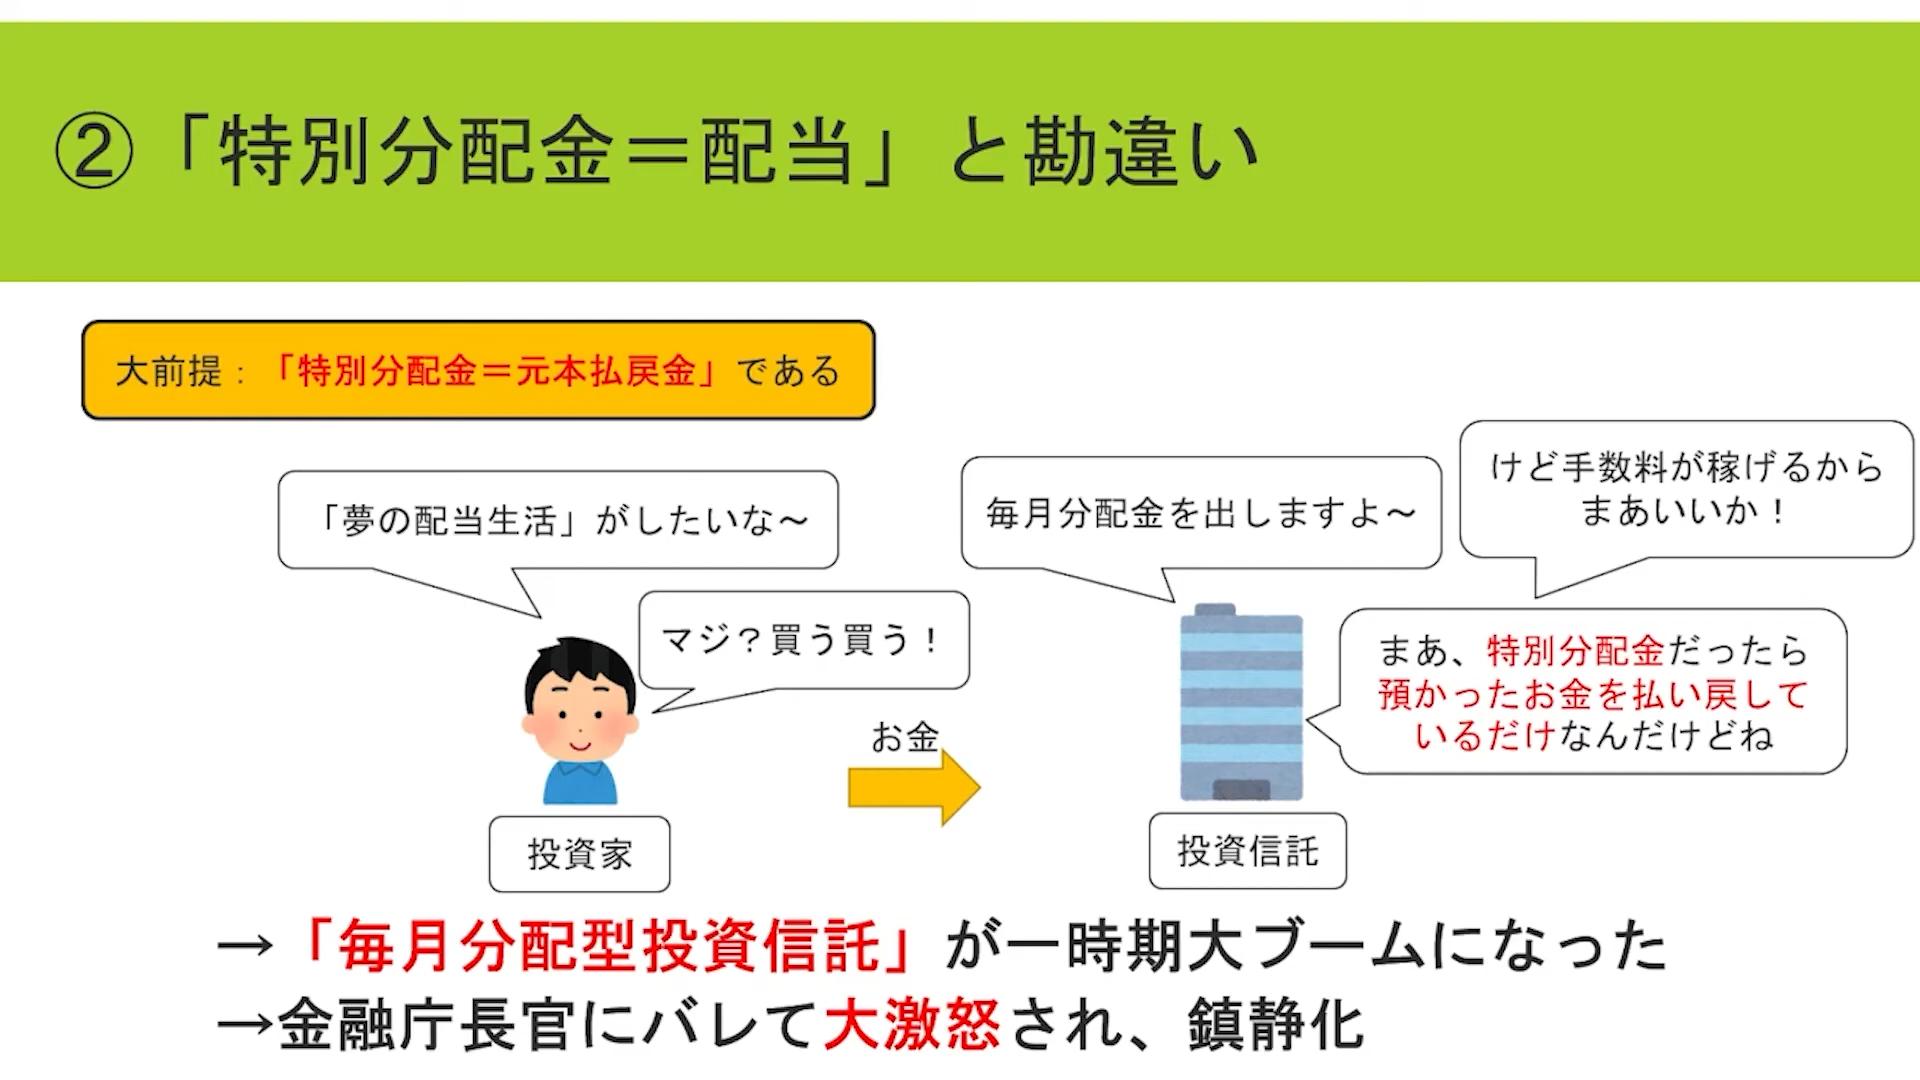 ②「特別分配金＝配当」と勘違い
大前提：「特別分配金＝元本払戻金」である
「夢の配当生活」がしたいな～
マジ？買う買う！
毎月分配金を出しますよ～
けど手数料が稼げるから
まあいいか！
まあ、特別分配金だったら
預かったお金を払い戻して
いるだけなんだけどね
お金
投資家
投資信託
→「毎月分配型投資信託」が一時期大ブームになった
→金融庁長官にバレて大激怒され、鎮静化